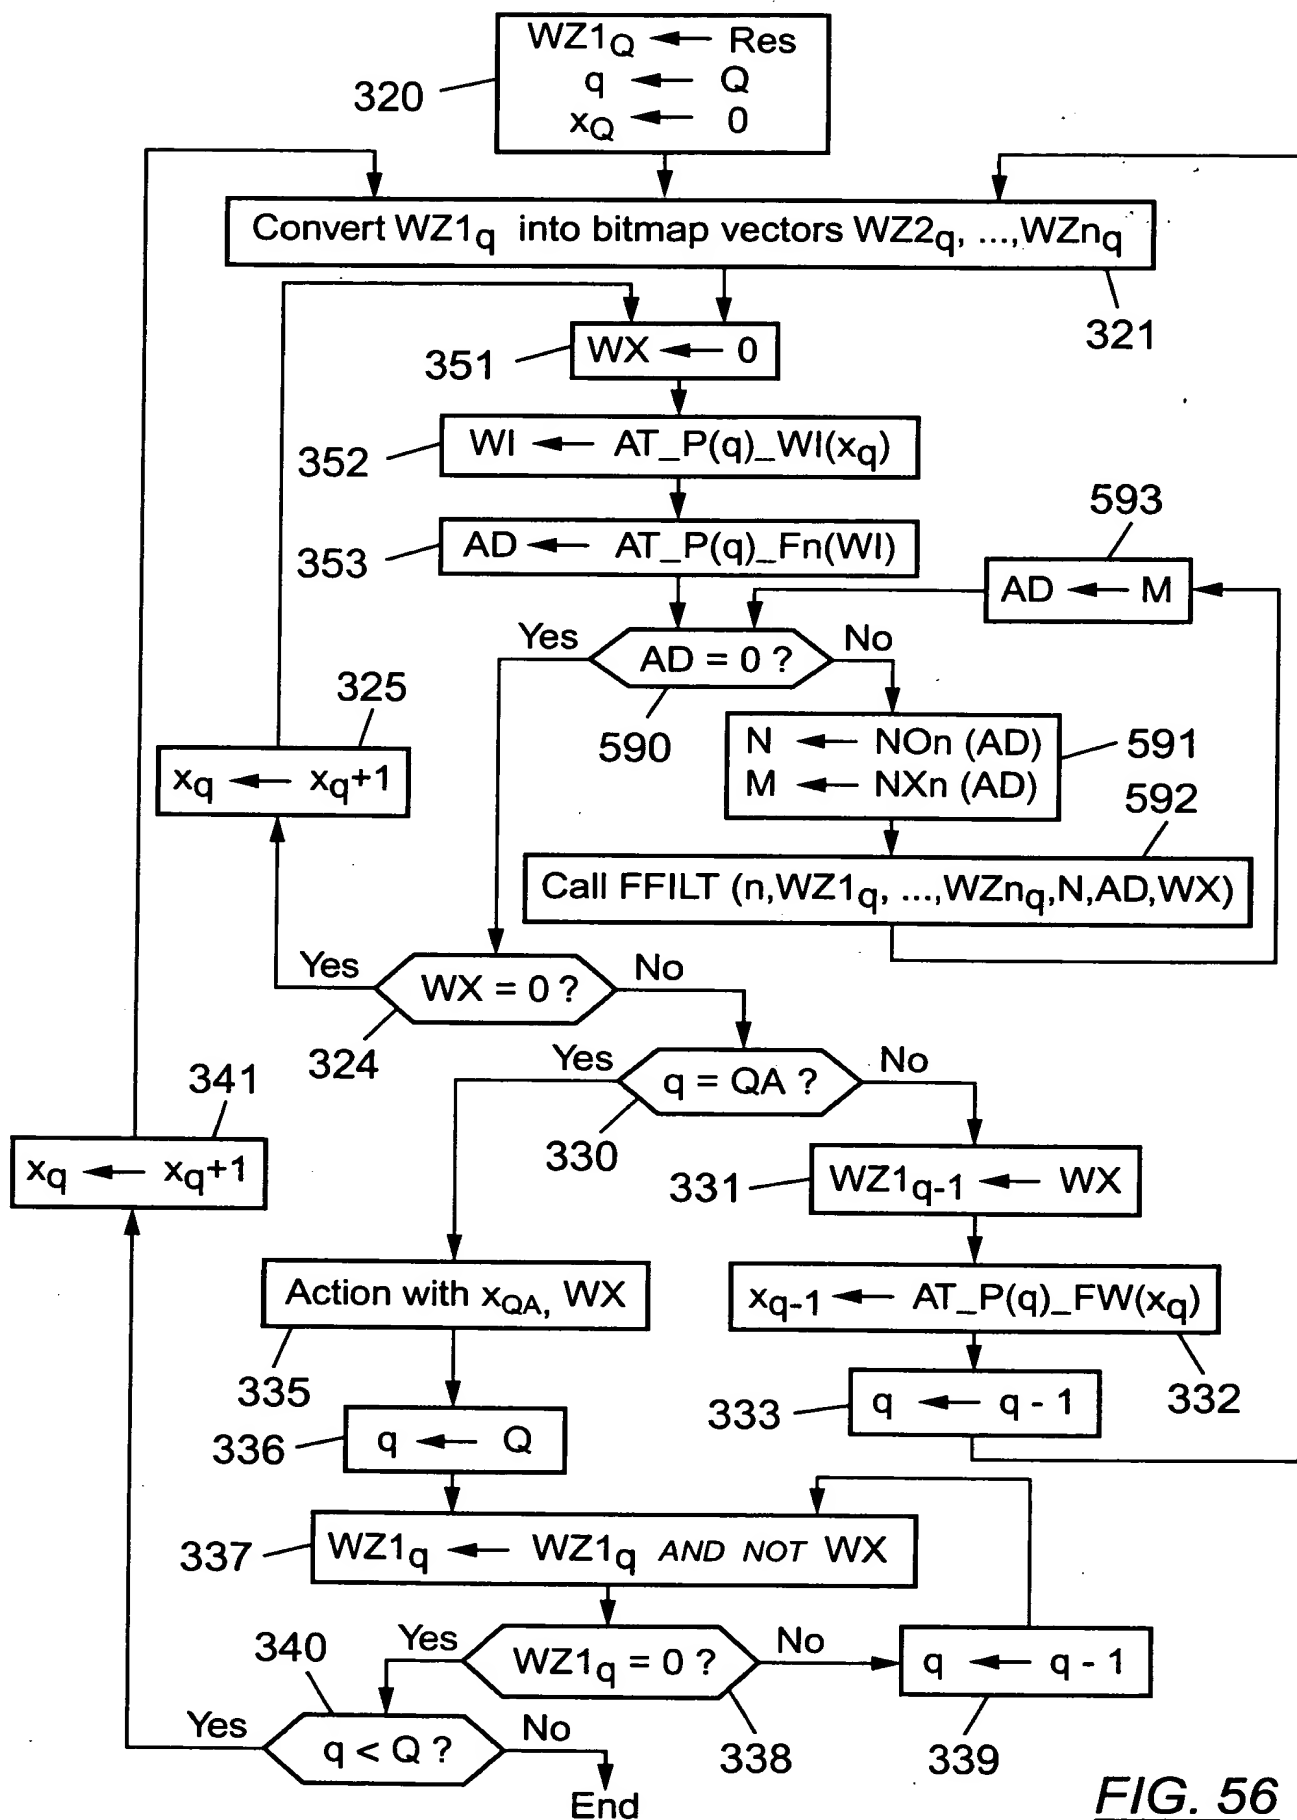 WZ1Q ← Res
q ← Q
xQ ← 0
320
Convert WZ1q into bitmap vectors WZ2q, ...,WZnq
321
WX ← 0
351
WI ← AT_P(q)_WI(xq)
352
AD ← AT_P(q)_Fn(WI)
353
593
AD ← M
Yes
AD = 0 ?
No
590
325
xq ← xq+1
N ← NOn (AD)
M ← NXn (AD)
591
592
Call FFILT (n,WZ1q, ...,WZnq,N,AD,WX)
Yes
WX = 0 ?
No
324
Yes
q = QA ?
No
330
341
xq ← xq+1
331
WZ1q-1 ← WX
Action with xQA, WX
335
xq-1 ← AT_P(q)_FW(xq)
332
333
q ← q - 1
336
q ← Q
337
WZ1q ← WZ1q AND NOT WX
340
Yes
WZ1q = 0 ?
No
338
q ← q - 1
339
Yes
q < Q ?
No
End
FIG. 56